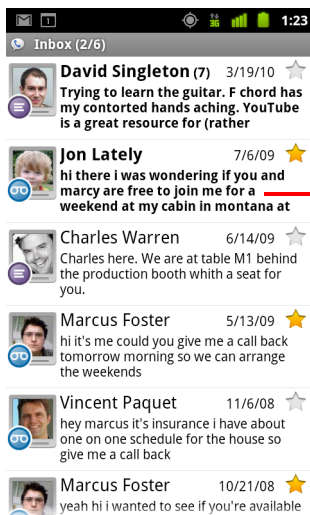 1
3G
1:23
Inbox (2/6)
David Singleton (7) 3/19/10
Trying to learn the guitar. F chord has
my contorted hands aching. YouTube
is a great resource for (rather
Jon Lately 7/6/09
hi there i was wondering if you and
marcy are free to join me for a
weekend at my cabin in montana at
Charles Warren 6/14/09
Charles here. We are at table M1 behind
the production booth whith a seat for
you.
Marcus Foster 5/13/09
hi it's me could you give me a call back
tomorrow morning so we can arrange
the weekends
Vincent Paquet 11/6/08
hey marcus it's insurance i have about
one on one schedule for the house so
give me a call back
Marcus Foster 10/21/08
yeah hi i wanted to see if you're available